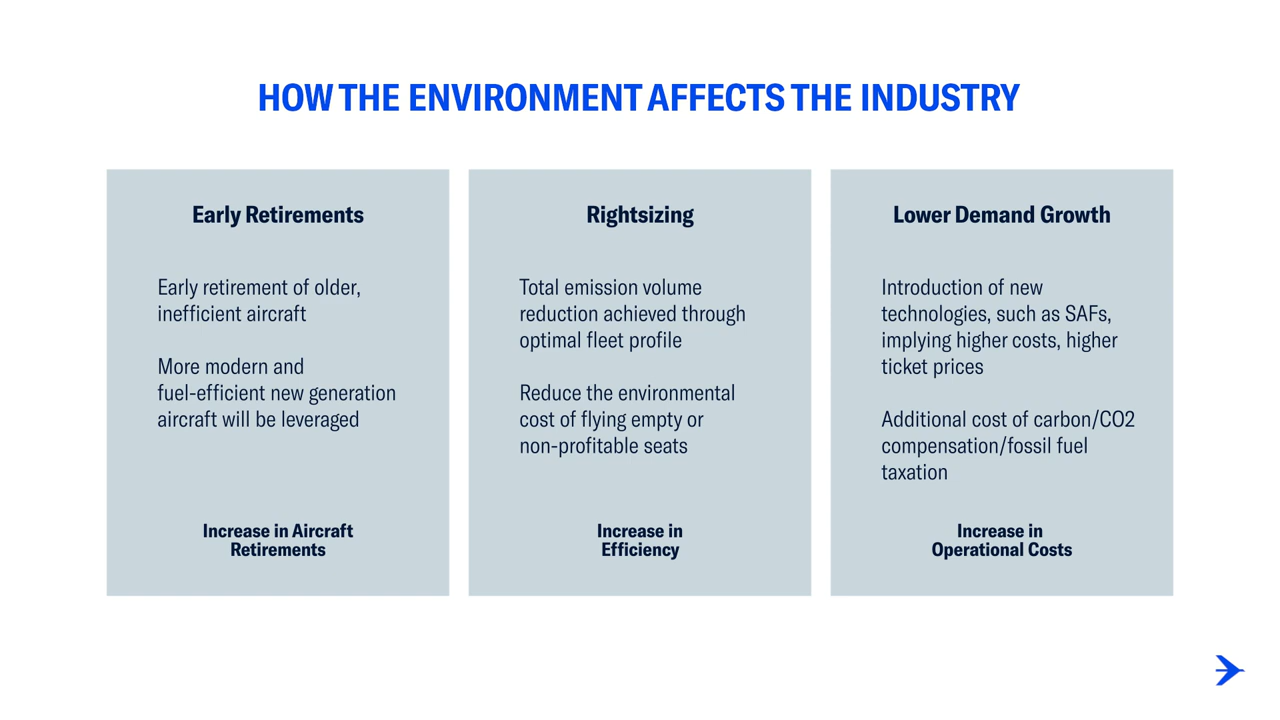 HOW THE ENVIRONMENT AFFECTS THE INDUSTRY
Early Retirements
Early retirement of older,
inefficient aircraft
More modern and
fuel-efficient new generation
aircraft will be leveraged
Increase in Aircraft
Retirements
Rightsizing
Total emission volume
reduction achieved through
optimal fleet profile
Reduce the environmental
cost of flying empty or
non-profitable seats
Increase in
Efficiency
Lower Demand Growth
Introduction of new
technologies, such as SAFs,
implying higher costs, higher
ticket prices
Additional cost of carbon/CO2
compensation/fossil fuel
taxation
Increase in
Operational Costs